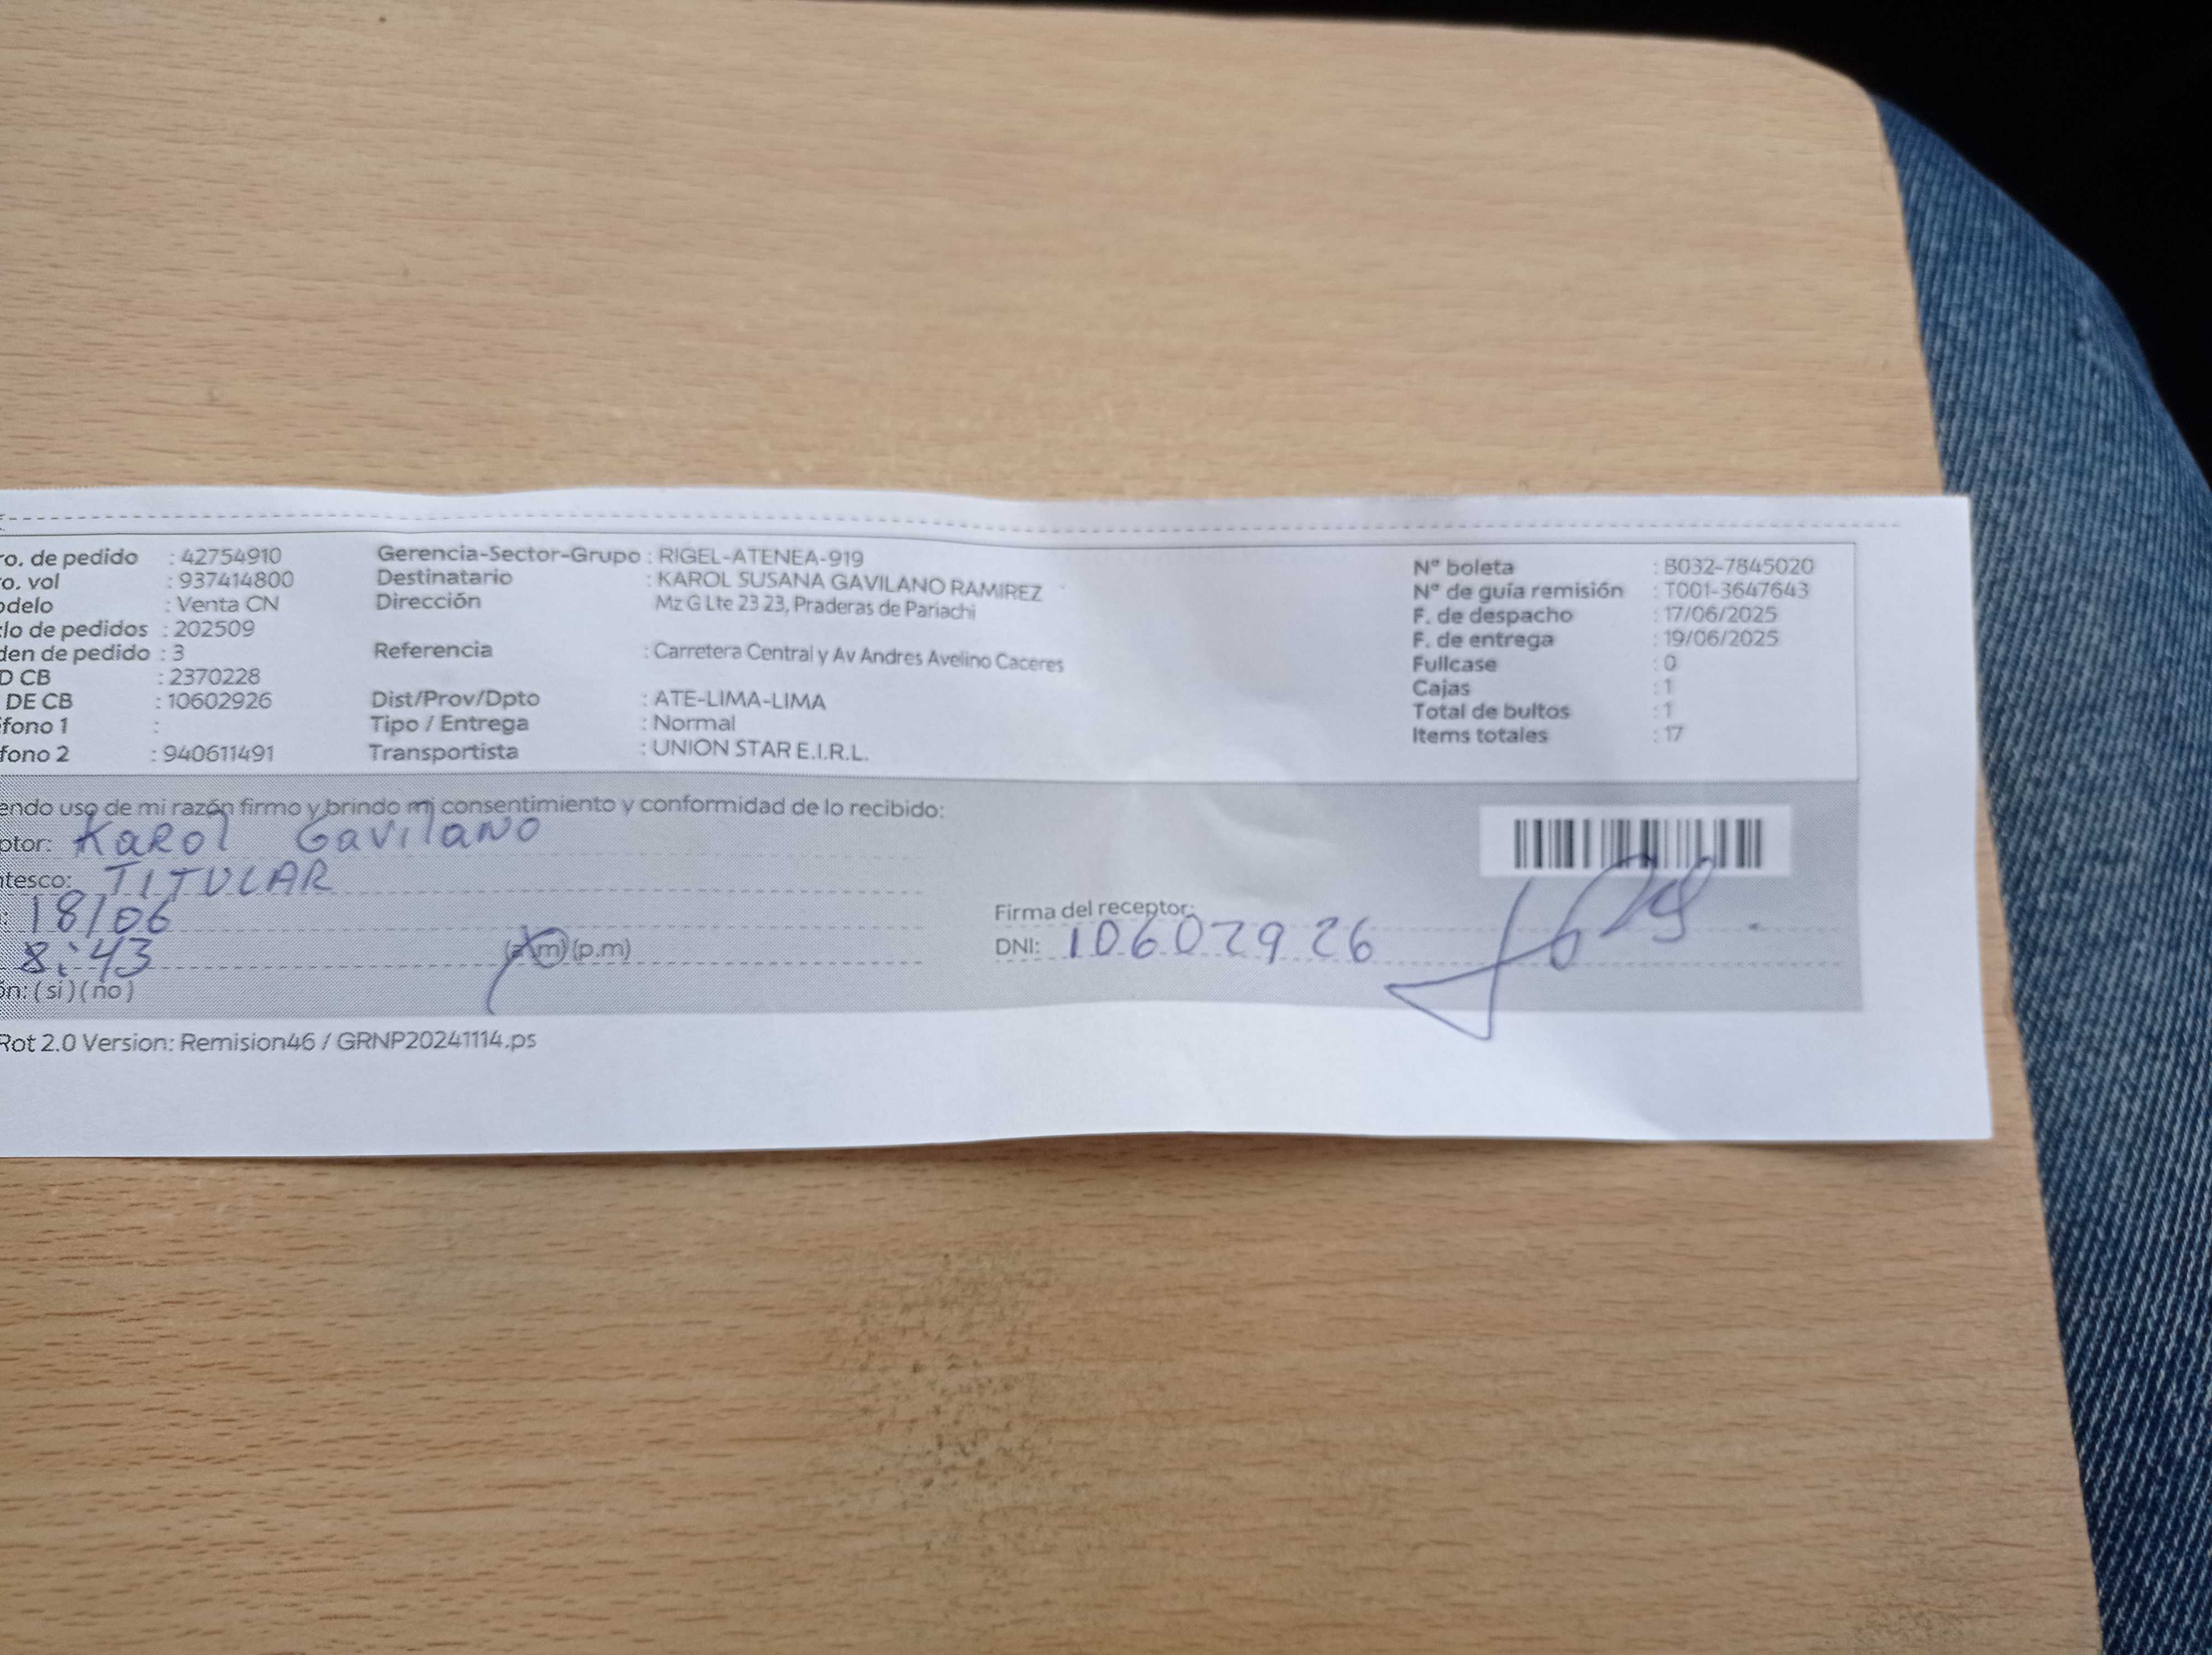 ro. de pedido : 42754910 Gerencia-Sector-Grupo : RIGEL-ATENEA-919 N° boleta : B032-7845020
o. vol : 937414800 Destinatario : KAROL SUSANA GAVILANO RAMIREZ N° de guía remisión : T001-3647643
odelo : Venta CN Dirección Mz G Lte 23 23, Praderas de Pariachi F. de despacho : 17/06/2025
clo de pedidos : 202509 F. de entrega : 19/06/2025
den de pedido : 3 Referencia : Carretera Central y Av Andres Avelino Caceres Fullcase : 0
D CB : 2370228 Cajas : 1
DE CB : 10602926 Dist/Prov/Dpto : ATE-LIMA-LIMA Total de bultos : 1
éfono 1 : Tipo / Entrega : Normal Items totales : 17
fono 2 : 940611491 Transportista : UNION STAR E.I.R.L.
endo uso de mi razón firmo y brindo mi consentimiento y conformidad de lo recibido:
ptor: Karol Gavilano
ntesco: TITULAR
: 18/06 Firma del receptor:
8:43 (a.m) (p.m) DNI: 10602926
ón: (si) (no)
Rot 2.0 Version: Remision46 / GRNP20241114.ps